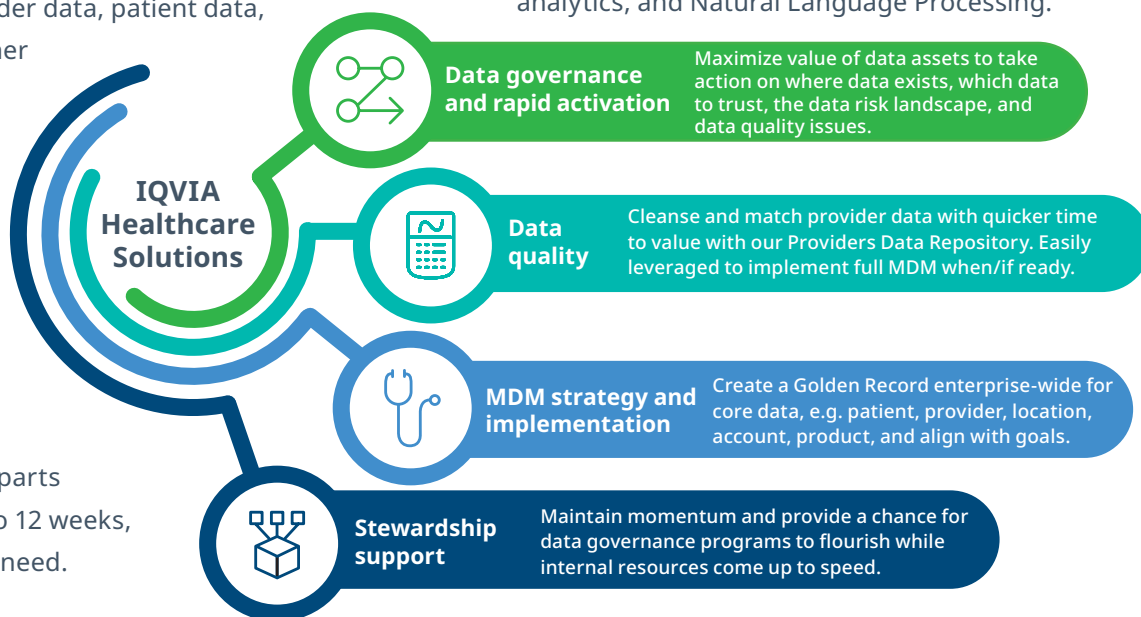 der data, patient data,
analytics, and Natural Language Processing.
Data governance
and rapid activation
Maximize value of data assets to take
action on where data exists, which data
to trust, the data risk landscape, and
data quality issues.
IQVIA
Healthcare
Solutions
Data
quality
Cleanse and match provider data with quicker time
to value with our Providers Data Repository. Easily
leveraged to implement full MDM when/if ready.
MDM strategy and
implementation
Create a Golden Record enterprise-wide for
core data, e.g. patient, provider, location,
account, product, and align with goals.
parts
12 weeks,
need.
Stewardship
support
Maintain momentum and provide a chance for
data governance programs to flourish while
internal resources come up to speed.